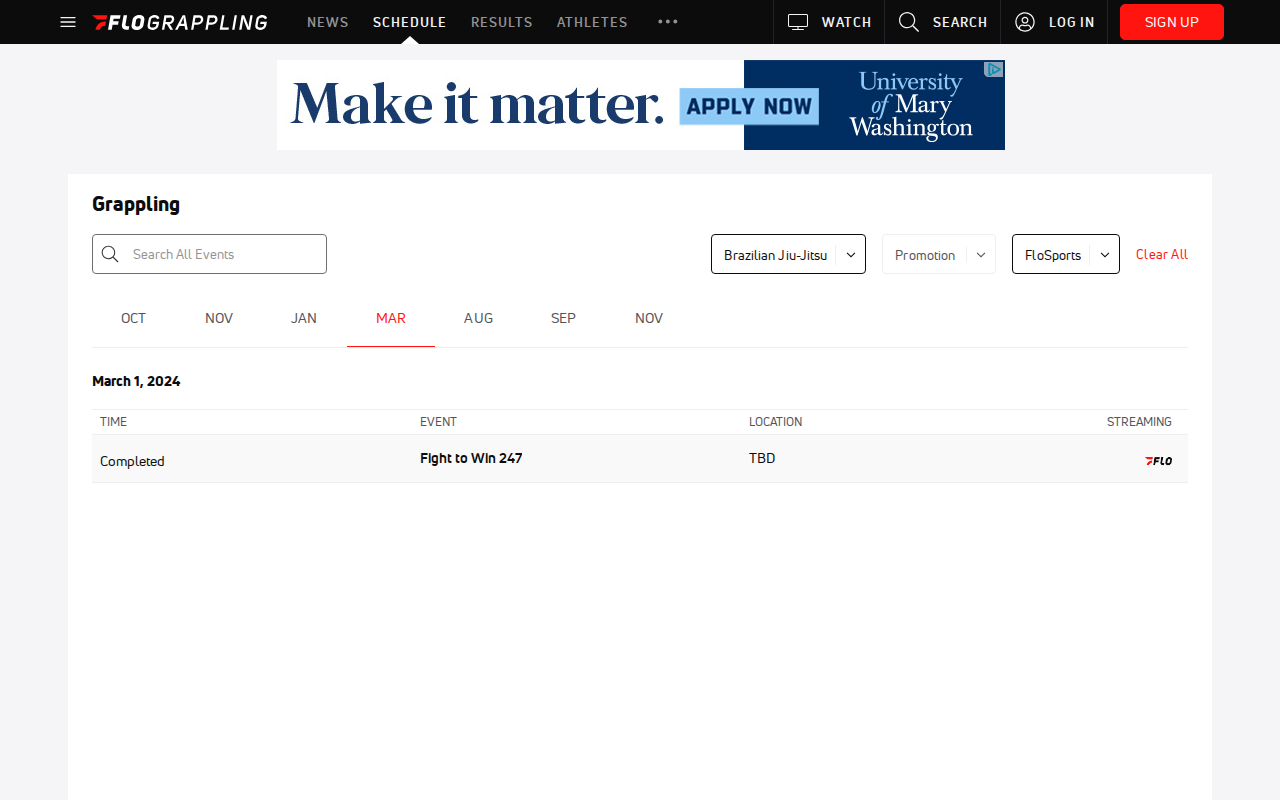 FLOGRAPPLING NEWS SCHEDULE RESULTS ATHLETES WATCH SEARCH LOG IN SIGN UP
Make it matter. APPLY NOW University of Mary Washington
Grappling
Search All Events Brazilian Jiu-Jitsu Promotion FloSports Clear All
OCT NOV JAN MAR AUG SEP NOV
March 1, 2024
TIME EVENT LOCATION STREAMING
Completed Fight to Win 247 TBD FLO